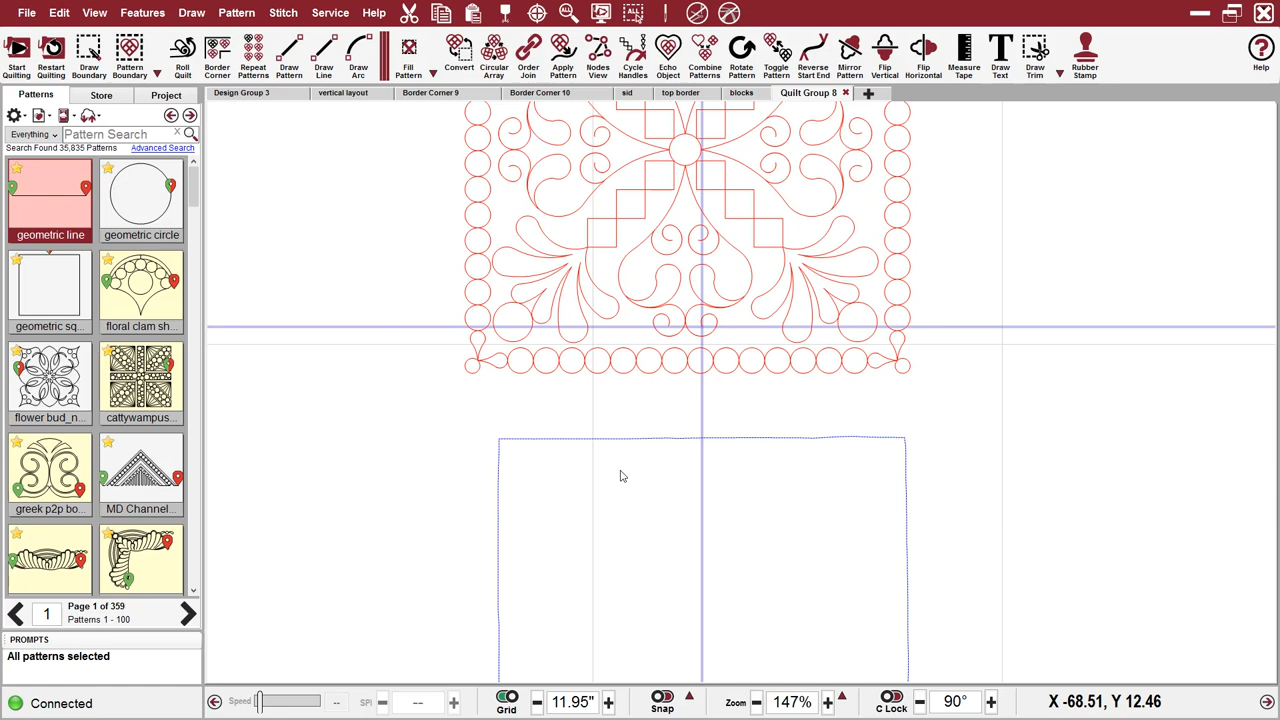 File Edit View Features Draw Pattern Stitch Service Help
Start Quilting Restart Quilting Draw Boundary Pattern Boundary Roll Quilt Border Corner Repeat Patterns Draw Pattern Draw Line Draw Arc Fill Pattern Convert Circular Array Order Join Apply Pattern Nodes View Cycle Handles Echo Object Combine Patterns Rotate Pattern Toggle Pattern Reverse Start End Mirror Pattern Flip Vertical Flip Horizontal Measure Tape Draw Text Draw Trim Rubber Stamp Help
ALL
Patterns Store Project
Design Group 3 vertical layout Border Corner 9 Border Corner 10 sid top border blocks Quilt Group 8
Everything Pattern Search x
Search Found 35,835 Patterns Advanced Search
geometric line geometric circle
geometric sq... floral clam sh...
flower bud_n... cattywampus...
greek p2p bo... MD Channel...
1 Page 1 of 359
Patterns 1 - 100
PROMPTS
All patterns selected
Connected Speed -- SPI -- Grid 11.95" Snap Zoom 147% C Lock 90° X -68.51, Y 12.46